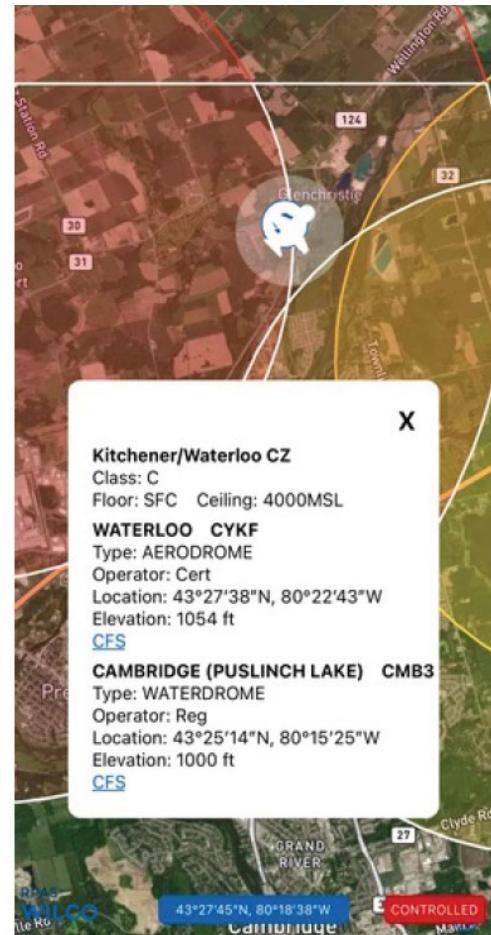 Station Rd
Wellington Rd
124
32
Glenchristie
30
31
Townline
X
Kitchener/Waterloo CZ
Class: C
Floor: SFC Ceiling: 4000MSL
WATERLOO CYKF
Type: AERODROME
Operator: Cert
Location: 43°27'38"N, 80°22'43"W
Elevation: 1054 ft
CFS
CAMBRIDGE (PUSLINCH LAKE) CMB3
Type: WATERDROME
Operator: Reg
Location: 43°25'14"N, 80°15'25"W
Elevation: 1000 ft
CFS
Pre
Clyde Rd
27
GRAND
RIVER
RPAS
WILCO
43°27'45"N, 80°18'38"W
CONTROLLED
Cambridge